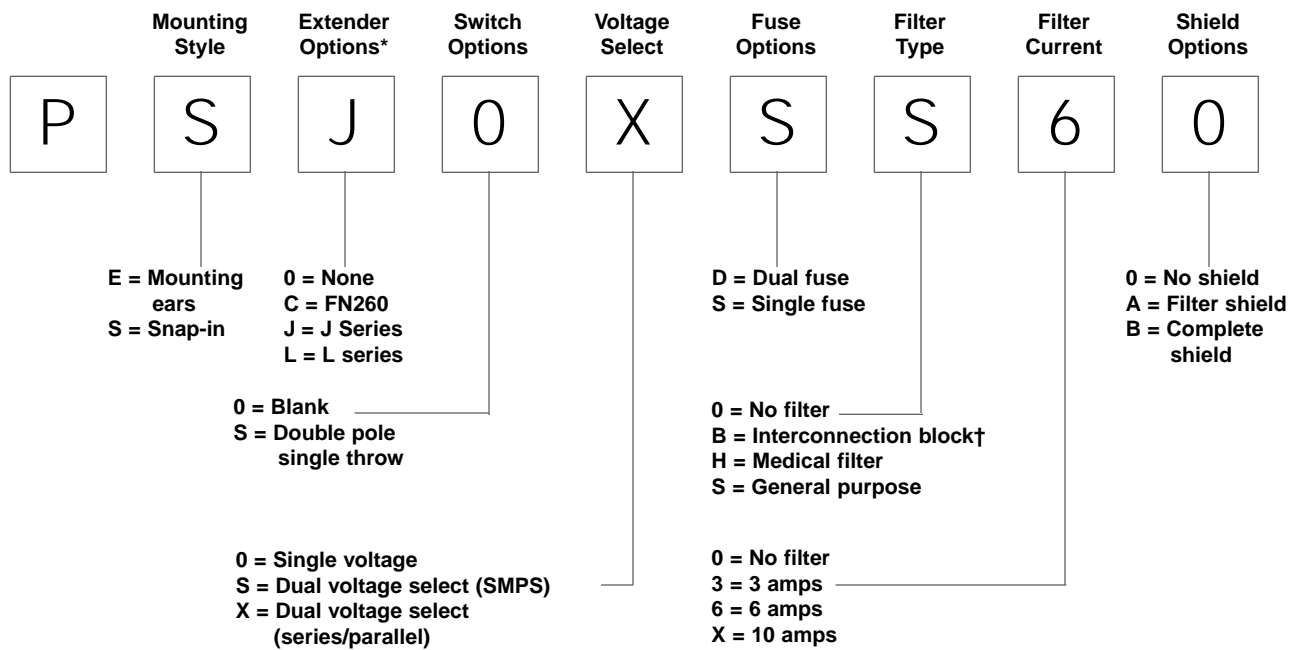 Mounting Style
Extender Options*
Switch Options
Voltage Select
Fuse Options
Filter Type
Filter Current
Shield Options
P S J 0 X S S 6 0
E = Mounting
ears
S = Snap-in
0 = None
C = FN260
J = J Series
L = L series
D = Dual fuse
S = Single fuse
0 = No shield
A = Filter shield
B = Complete
shield
0 = Blank
S = Double pole
single throw
0 = No filter
B = Interconnection block†
H = Medical filter
S = General purpose
0 = Single voltage
S = Dual voltage select (SMPS)
X = Dual voltage select
(series/parallel)
0 = No filter
3 = 3 amps
6 = 6 amps
X = 10 amps